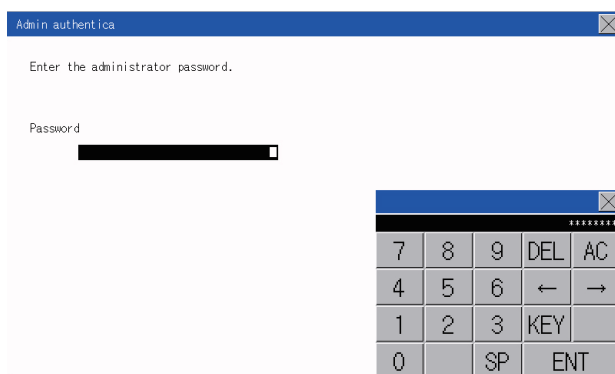 Admin authentica
Enter the administrator password.
Password
********
7 8 9 DEL AC
4 5 6 ← →
1 2 3 KEY
0 SP ENT